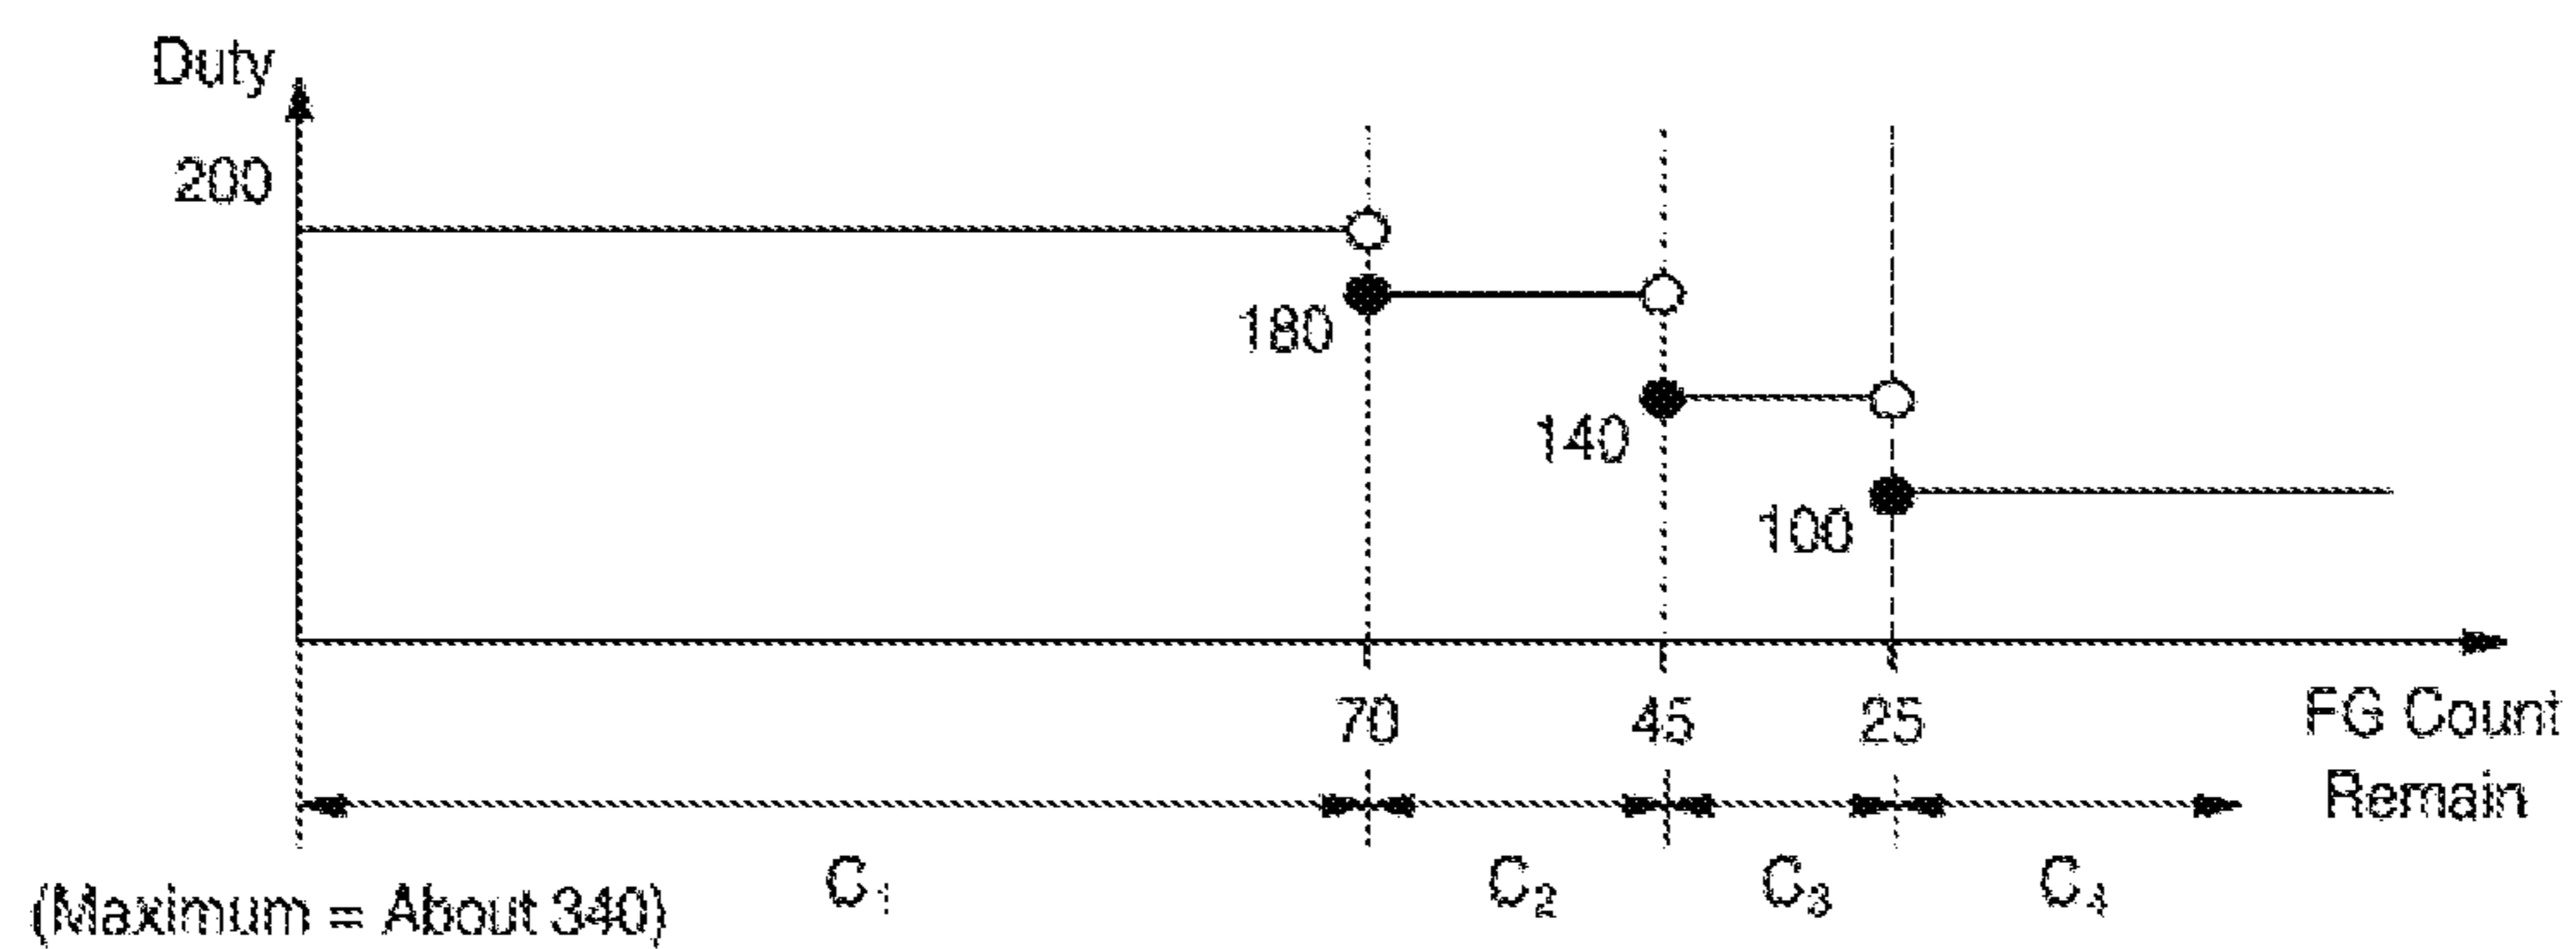 Duty
200
180
140
100
70 45 25
FG Count
Remain
C1 C2 C3 C4
(Maximum = About 340)